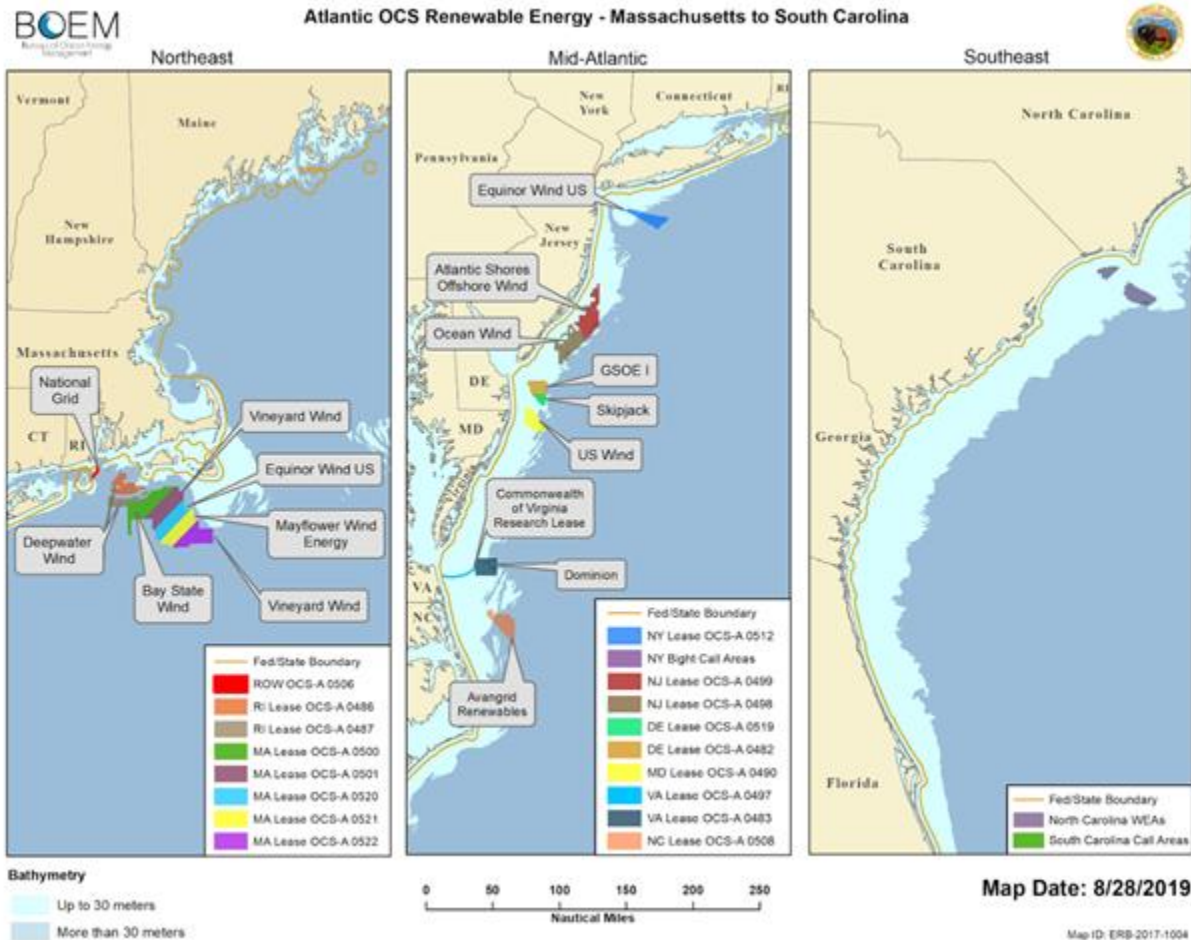 BOEM
Bureau of Ocean Energy
Management
Atlantic OCS Renewable Energy - Massachusetts to South Carolina
Northeast
Vermont
Maine
New
Hampshire
Massachusetts
National
Grid
CT
RI
Vineyard Wind
Equinor Wind US
Mayflower Wind
Energy
Deepwater
Wind
Bay State
Wind
Vineyard Wind
Fed/State Boundary
ROW OCS-A 0506
RI Lease OCS-A 0486
RI Lease OCS-A 0487
MA Lease OCS-A 0500
MA Lease OCS-A 0501
MA Lease OCS-A 0520
MA Lease OCS-A 0521
MA Lease OCS-A 0522
Mid-Atlantic
New
York
Connecticut
RI
Pennsylvania
Equinor Wind US
New
Jersey
Atlantic Shores
Offshore Wind
Ocean Wind
DE
GSOE I
Skipjack
MD
US Wind
Virginia
Commonwealth
of Virginia
Research Lease
Dominion
VA
NC
Avangrid
Renewables
Fed/State Boundary
NY Lease OCS-A 0512
NY Bight Call Areas
NJ Lease OCS-A 0499
NJ Lease OCS-A 0498
DE Lease OCS-A 0519
DE Lease OCS-A 0482
MD Lease OCS-A 0490
VA Lease OCS-A 0497
VA Lease OCS-A 0483
NC Lease OCS-A 0508
Southeast
North Carolina
South
Carolina
Georgia
Florida
Fed/State Boundary
North Carolina WEAs
South Carolina Call Areas
Bathymetry
Up to 30 meters
More than 30 meters
0 50 100 150 200 250
Nautical Miles
Map Date: 8/28/2019
Map ID: ERB-2017-1004